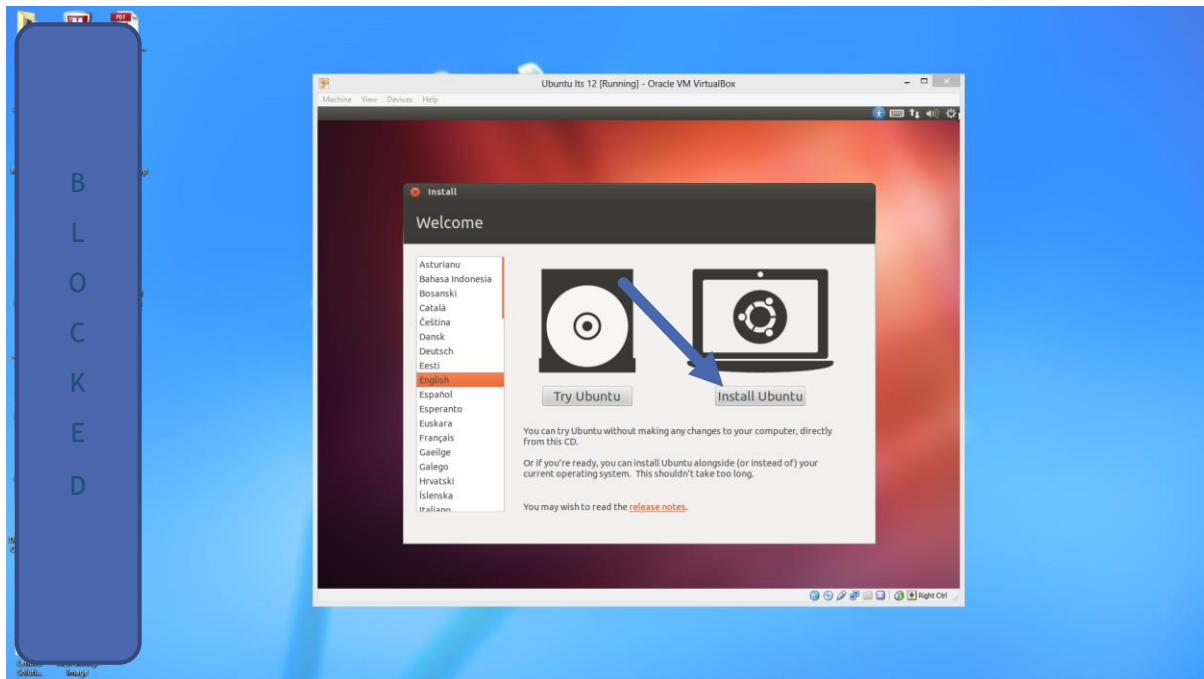 PDF
B
L
O
C
K
E
D
Ubuntu lts 12 [Running] - Oracle VM VirtualBox
Machine View Devices Help
Install
Welcome
Asturianu
Bahasa Indonesia
Bosanski
Català
Čeština
Dansk
Deutsch
Eesti
English
Español
Esperanto
Euskara
Français
Gaeilge
Galego
Hrvatski
Íslenska
Italiano
Try Ubuntu
Install Ubuntu
You can try Ubuntu without making any changes to your computer, directly
from this CD.
Or if you're ready, you can install Ubuntu alongside (or instead of) your
current operating system. This shouldn't take too long.
You may wish to read the release notes.
Right Ctrl
Image